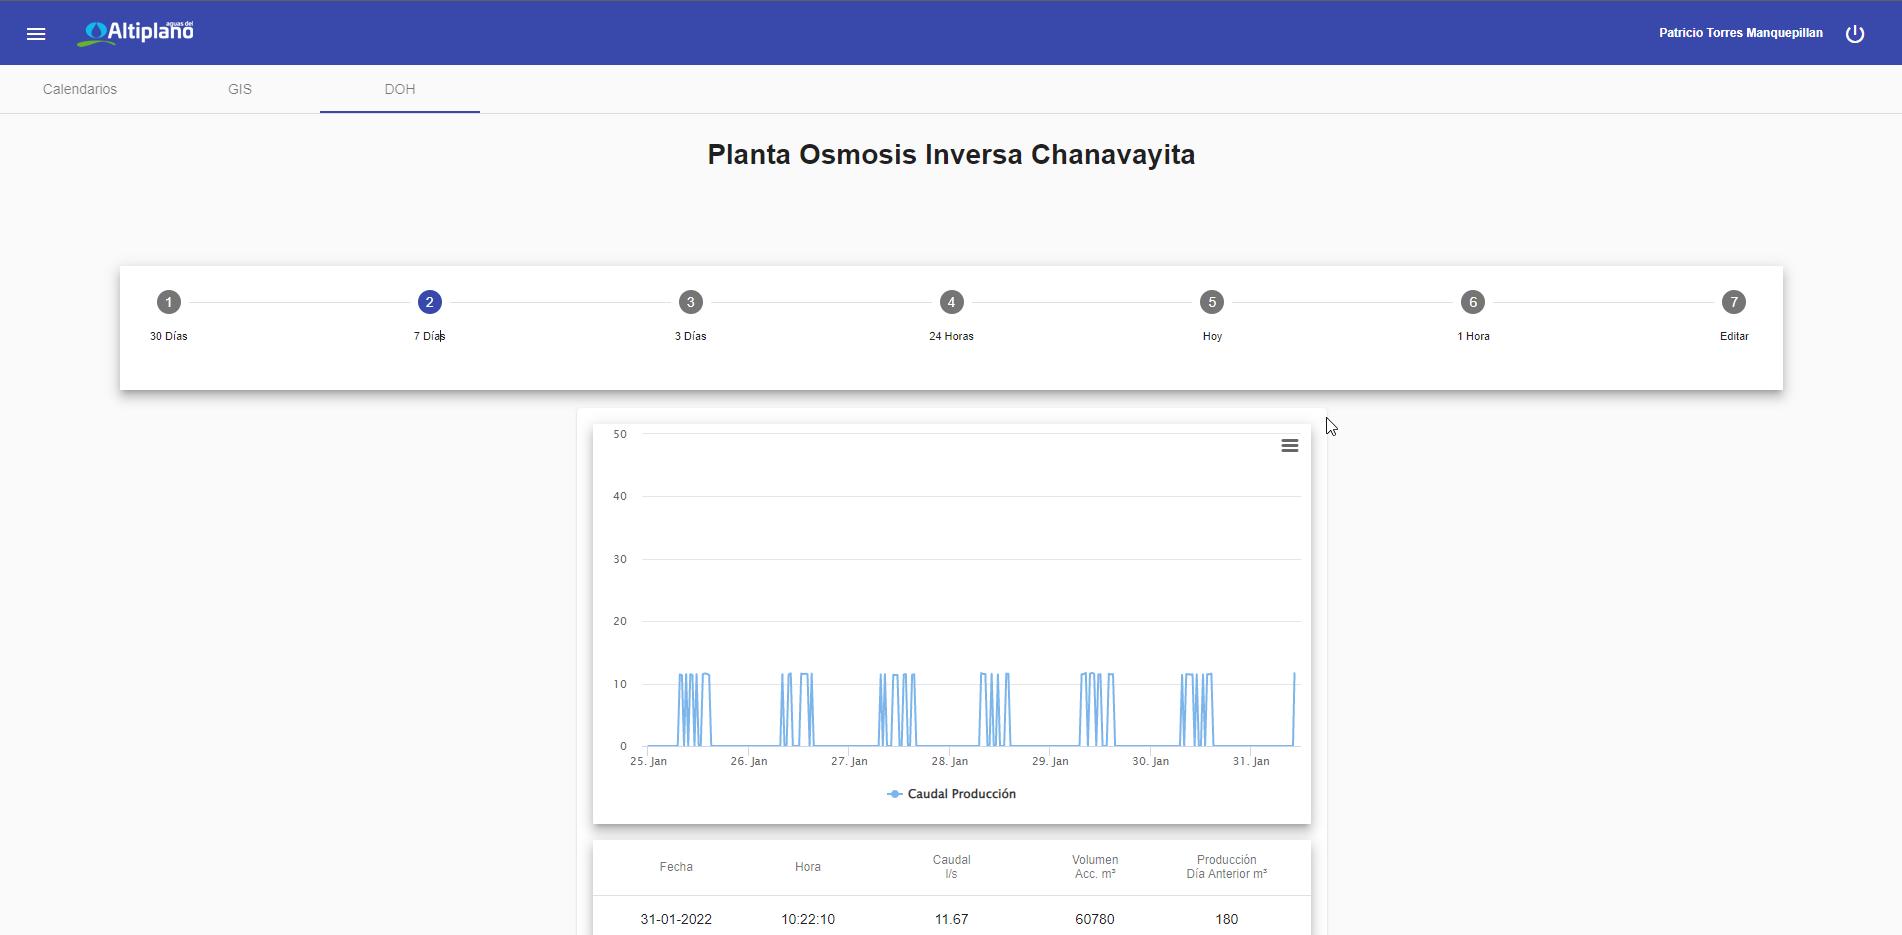 aguas del
Altiplano
Patricio Torres Manquepillan
Calendarios
GIS
DOH
Planta Osmosis Inversa Chanavayita
1
2
3
4
5
6
7
30 Días
7 Días
3 Días
24 Horas
Hoy
1 Hora
Editar
50
40
30
20
10
0
25. Jan
26. Jan
27. Jan
28. Jan
29. Jan
30. Jan
31. Jan
Caudal Producción
Fecha
Hora
Caudal
l/s
Volumen
Acc. m³
Producción
Día Anterior m³
31-01-2022
10:22:10
11.67
60780
180